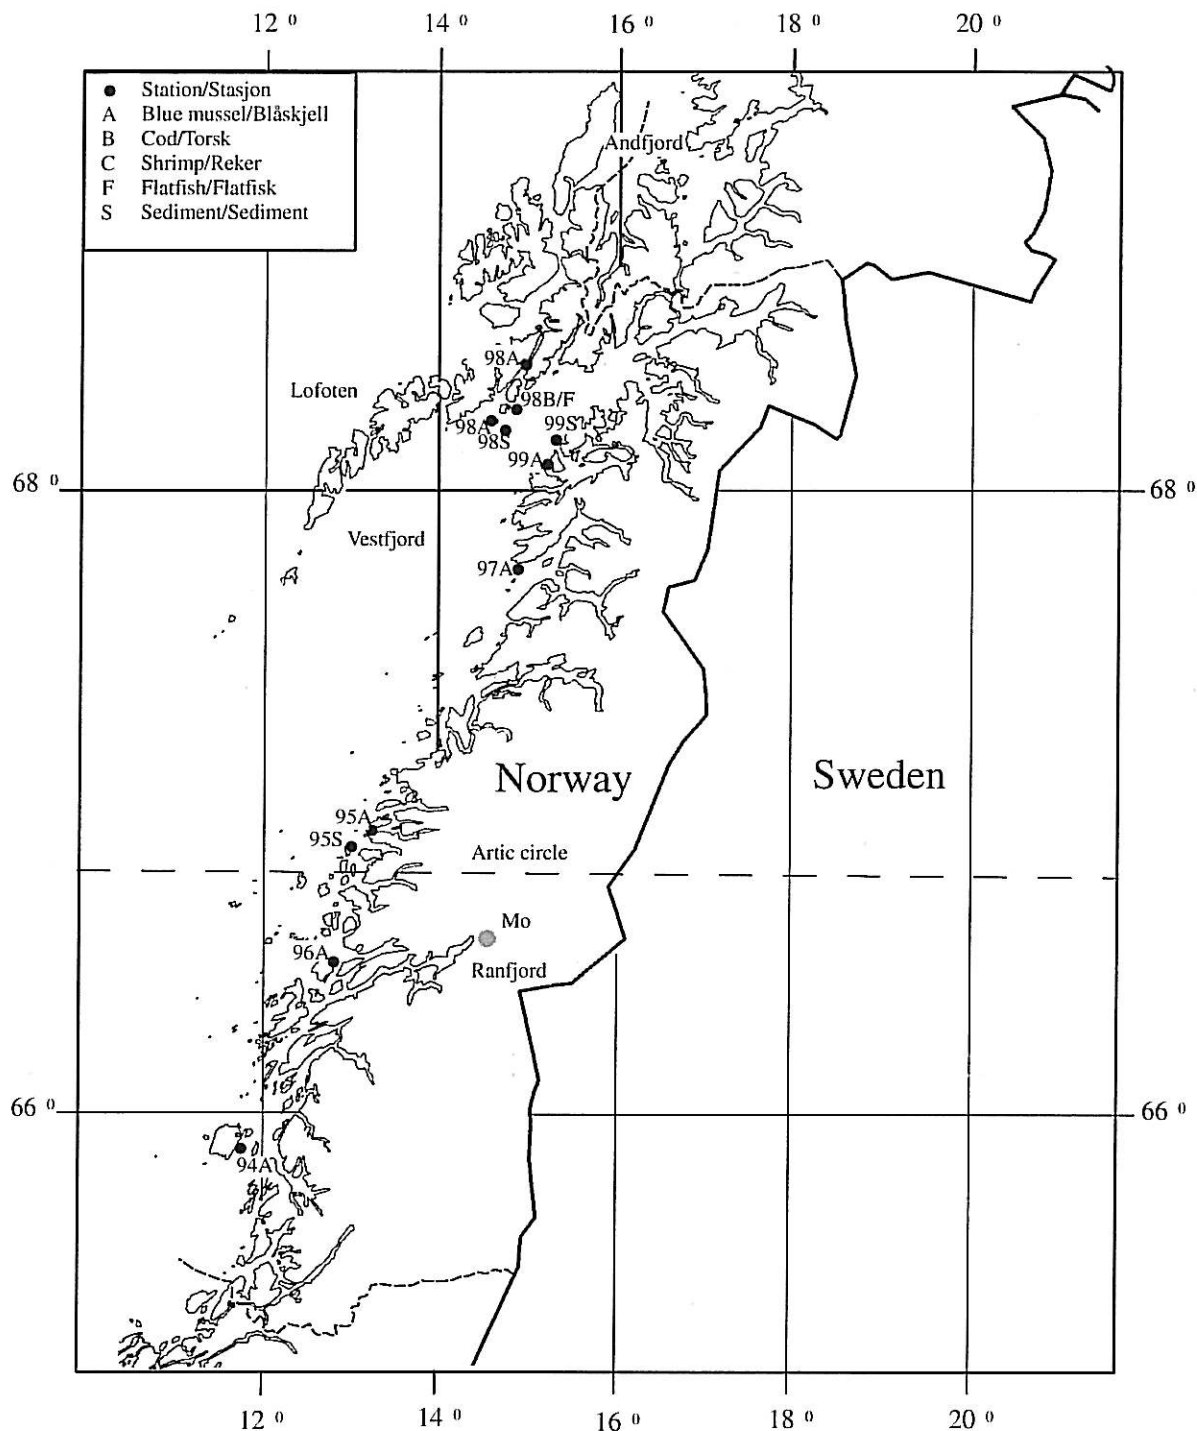 12 ⁰ 14 ⁰ 16 ⁰ 18 ⁰ 20 ⁰
● Station/Stasjon
A Blue mussel/Blåskjell
B Cod/Torsk
C Shrimp/Reker
F Flatfish/Flatfisk
S Sediment/Sediment
Andfjord
98A
Lofoten
98B/F
98A
98S
99S
99A
68 ⁰ 68 ⁰
Vestfjord
97A
Norway Sweden
95A
95S
Artic circle
Mo
96A
Ranfjord
66 ⁰ 66 ⁰
94A
12 ⁰ 14 ⁰ 16 ⁰ 18 ⁰ 20 ⁰